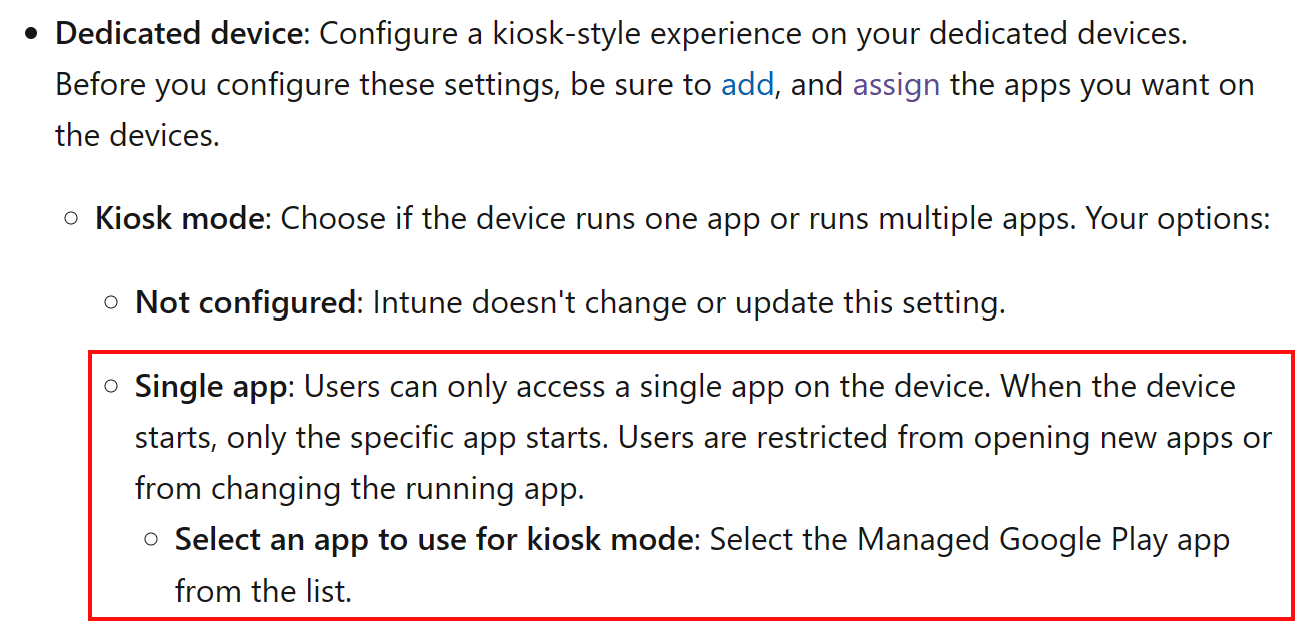 Dedicated device: Configure a kiosk-style experience on your dedicated devices.
Before you configure these settings, be sure to add, and assign the apps you want on
the devices.
Kiosk mode: Choose if the device runs one app or runs multiple apps. Your options:
Not configured: Intune doesn't change or update this setting.
Single app: Users can only access a single app on the device. When the device
starts, only the specific app starts. Users are restricted from opening new apps or
from changing the running app.
Select an app to use for kiosk mode: Select the Managed Google Play app
from the list.